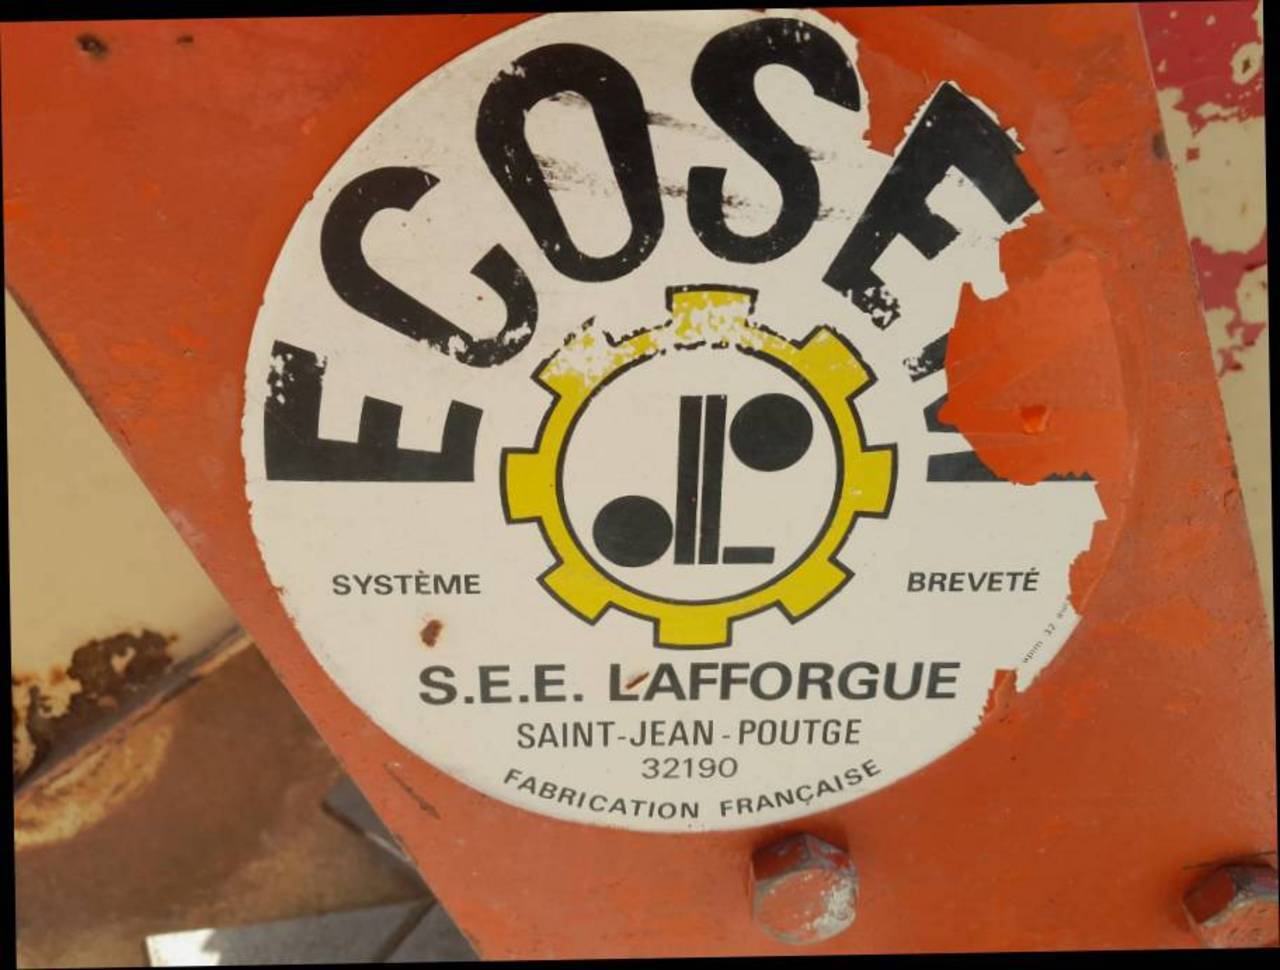 ECOSE
SYSTÈME
BREVETÉ
S.E.E. LAFFORGUE
SAINT-JEAN-POUTGE
32190
FABRICATION FRANÇAISE